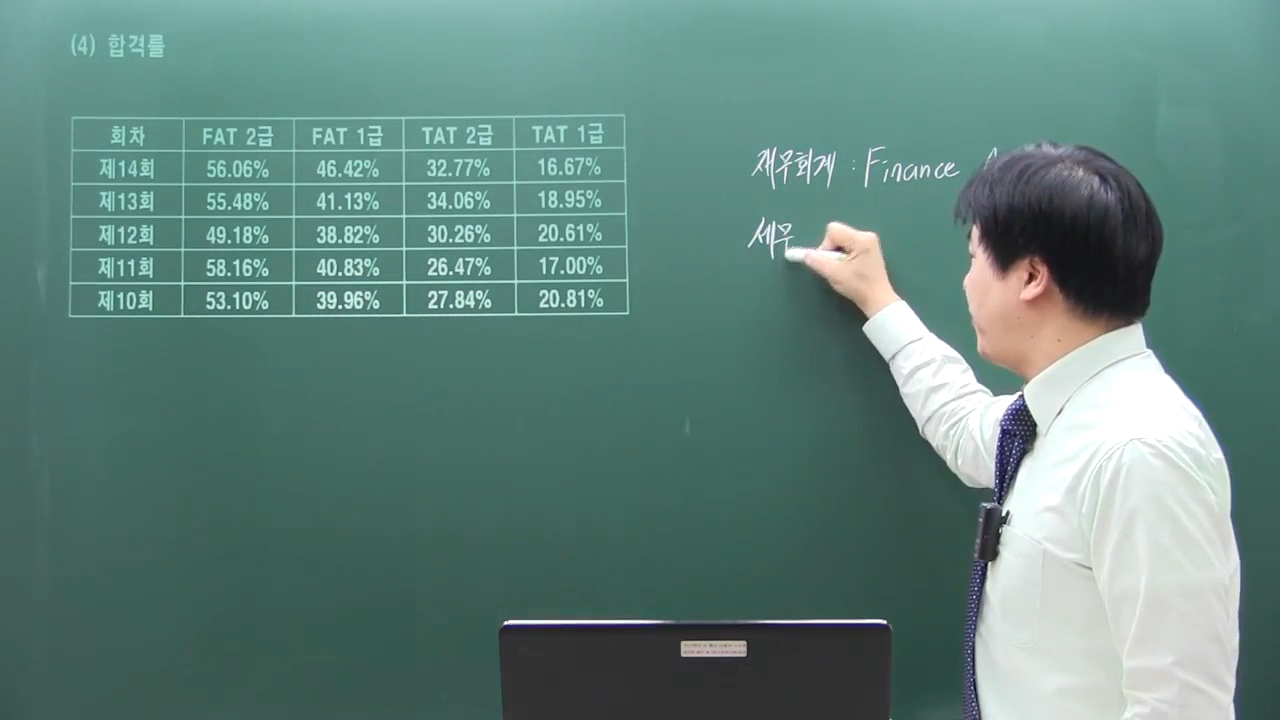 (4) 합격률
회차 FAT 2급 FAT 1급 TAT 2급 TAT 1급
제14회 56.06% 46.42% 32.77% 16.67%
제13회 55.48% 41.13% 34.06% 18.95%
제12회 49.18% 38.82% 30.26% 20.61%
제11회 58.16% 40.83% 26.47% 17.00%
제10회 53.10% 39.96% 27.84% 20.81%
재무회계 : Finance
세무